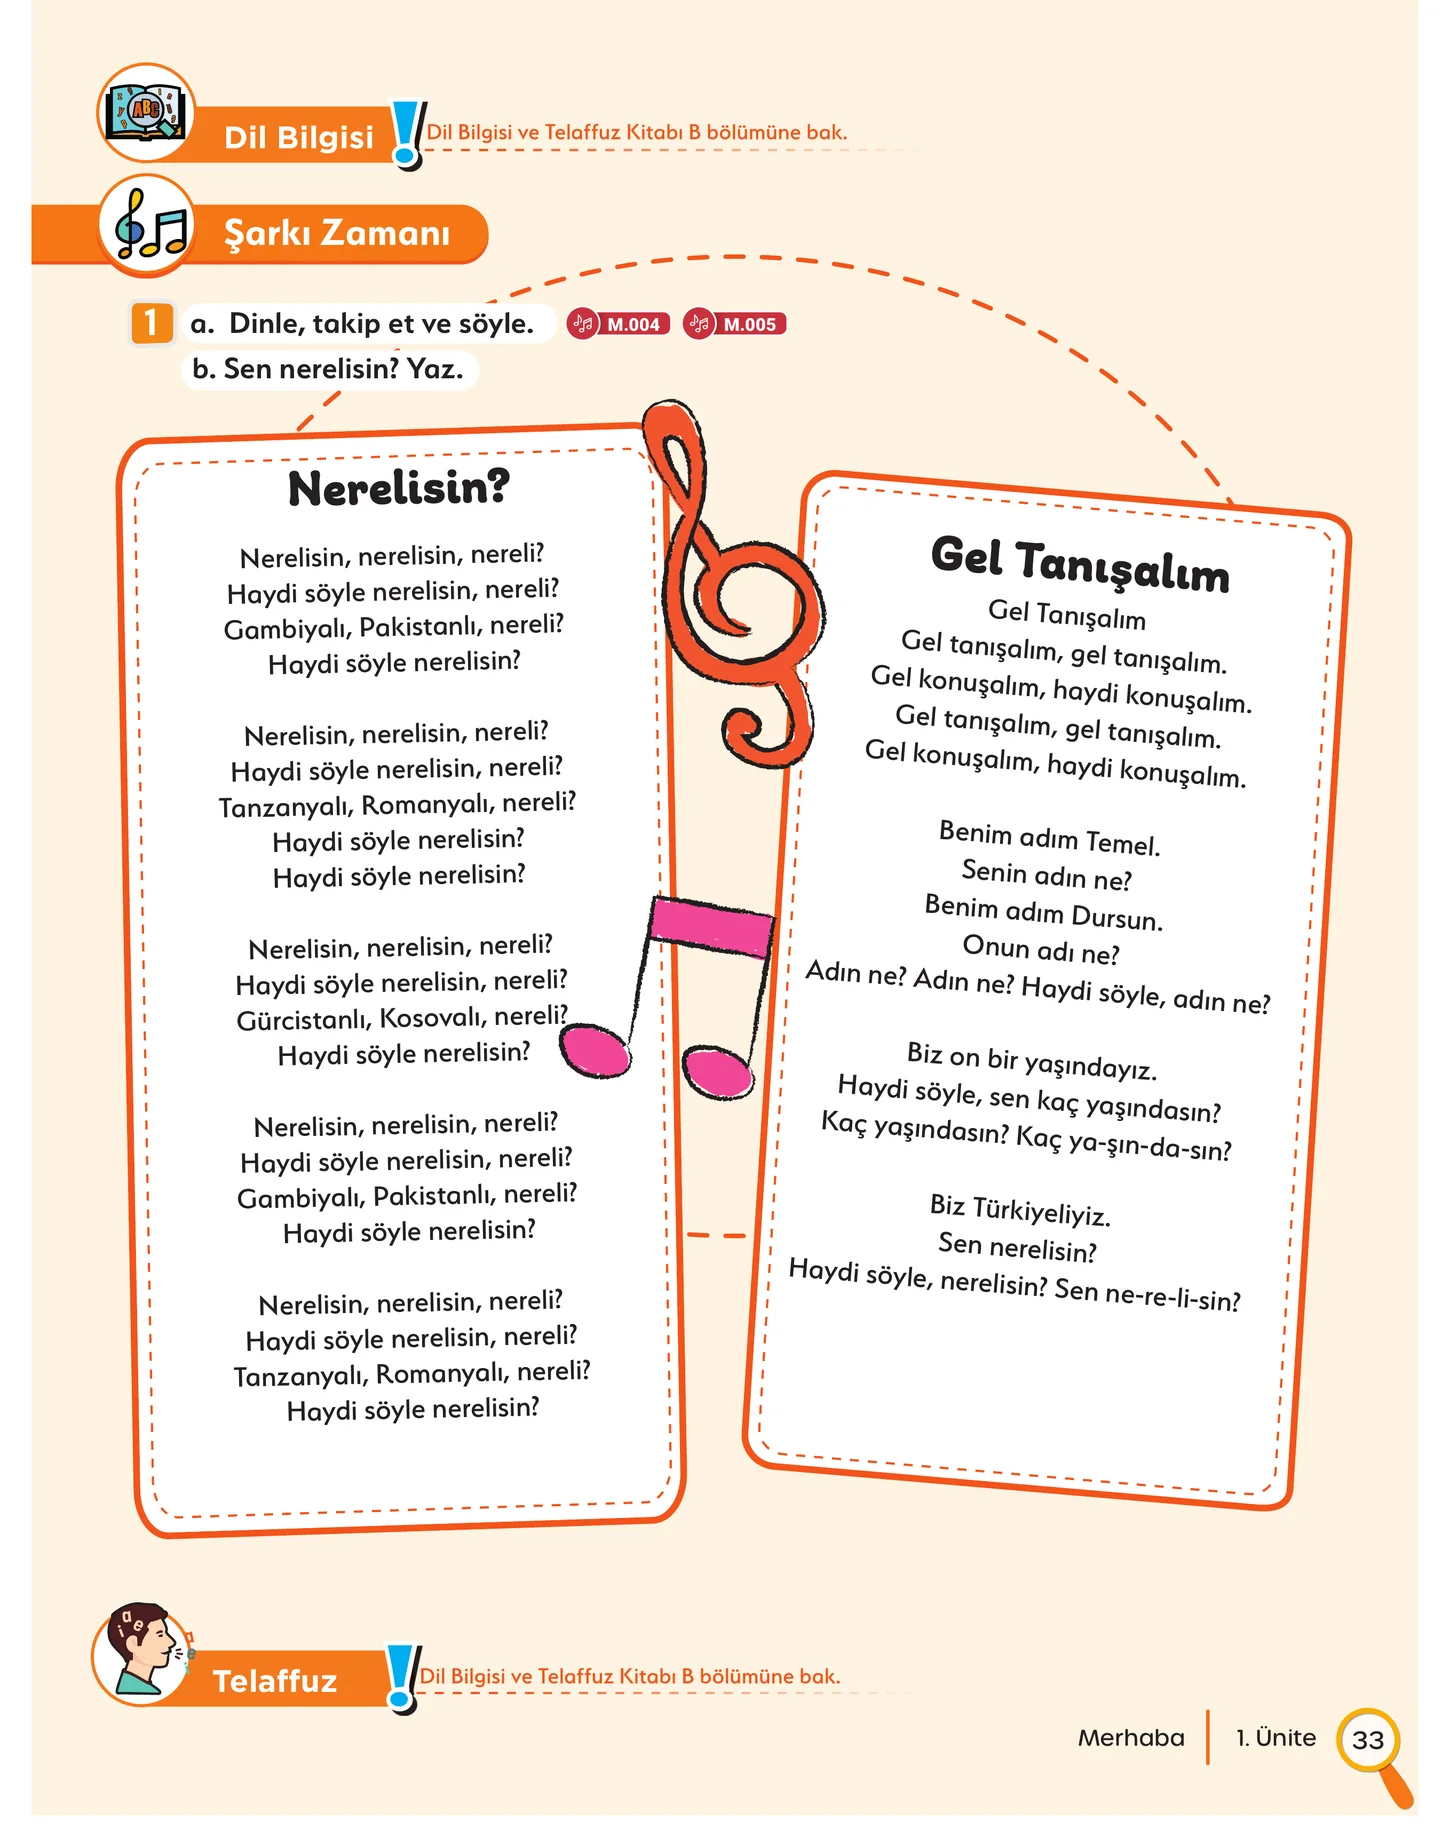 Dil Bilgisi
Dil Bilgisi ve Telaffuz Kitabı B bölümüne bak.
Şarkı Zamanı
1 a. Dinle, takip et ve söyle. M.004 M.005
b. Sen nerelisin? Yaz.
Nerelisin?
Nerelisin, nerelisin, nereli?
Haydi söyle nerelisin, nereli?
Gambiyalı, Pakistanlı, nereli?
Haydi söyle nerelisin?
Nerelisin, nerelisin, nereli?
Haydi söyle nerelisin, nereli?
Tanzanyalı, Romanyalı, nereli?
Haydi söyle nerelisin?
Haydi söyle nerelisin?
Nerelisin, nerelisin, nereli?
Haydi söyle nerelisin, nereli?
Gürcistanlı, Kosovalı, nereli?
Haydi söyle nerelisin?
Nerelisin, nerelisin, nereli?
Haydi söyle nerelisin, nereli?
Gambiyalı, Pakistanlı, nereli?
Haydi söyle nerelisin?
Nerelisin, nerelisin, nereli?
Haydi söyle nerelisin, nereli?
Tanzanyalı, Romanyalı, nereli?
Haydi söyle nerelisin?
Gel Tanışalım
Gel Tanışalım
Gel tanışalım, gel tanışalım.
Gel konuşalım, haydi konuşalım.
Gel tanışalım, gel tanışalım.
Gel konuşalım, haydi konuşalım.
Benim adım Temel.
Senin adın ne?
Benim adım Dursun.
Onun adı ne?
Adın ne? Adın ne? Haydi söyle, adın ne?
Biz on bir yaşındayız.
Haydi söyle, sen kaç yaşındasın?
Kaç yaşındasın? Kaç ya-şın-da-sın?
Biz Türkiyeliyiz.
Sen nerelisin?
Haydi söyle, nerelisin? Sen ne-re-li-sin?
Telaffuz
Dil Bilgisi ve Telaffuz Kitabı B bölümüne bak.
Merhaba 1. Ünite 33